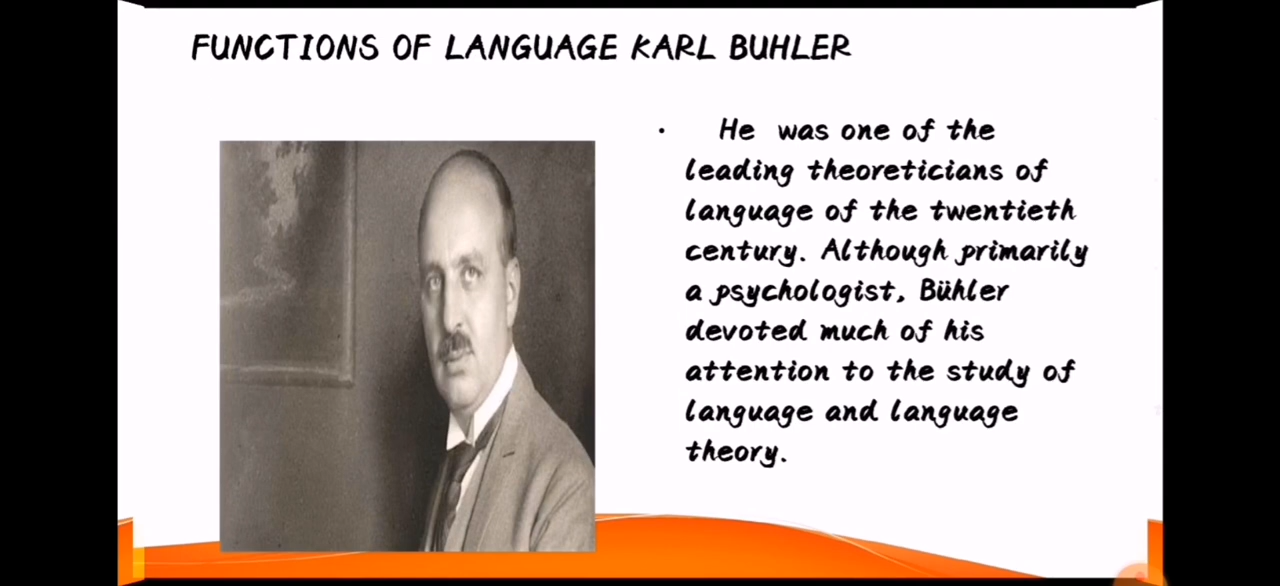 FUNCTIONS OF LANGUAGE KARL BUHLER
• He was one of the
leading theoreticians of
language of the twentieth
century. Although primarily
a psychologist, Bühler
devoted much of his
attention to the study of
language and language
theory.